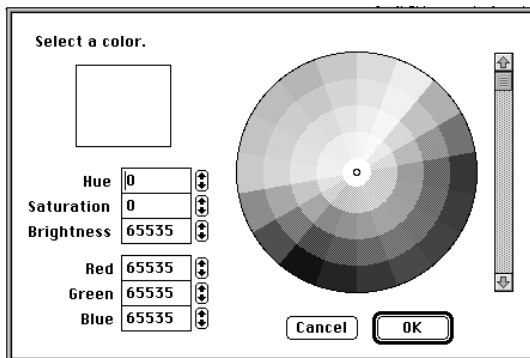 Select a color.
Hue 0
Saturation 0
Brightness 65535
Red 65535
Green 65535
Blue 65535
Cancel OK